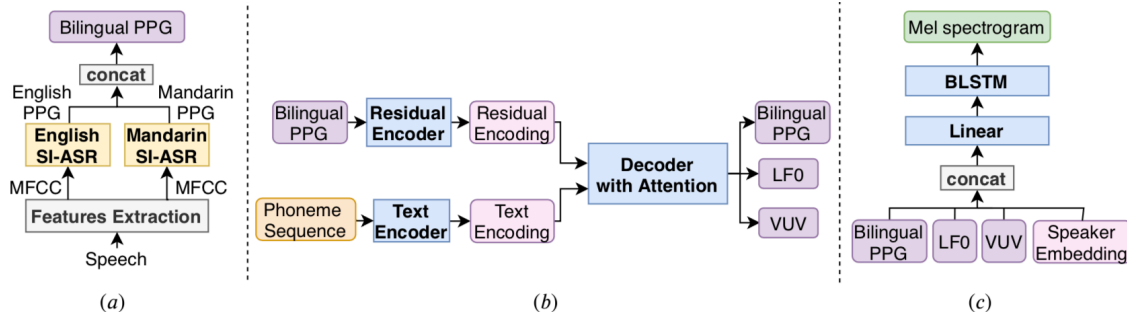 Bilingual PPG
concat
English
PPG
Mandarin
PPG
English
SI-ASR
Mandarin
SI-ASR
MFCC
MFCC
Features Extraction
Speech
(a)
Bilingual
PPG
Residual
Encoder
Residual
Encoding
Phoneme
Sequence
Text
Encoder
Text
Encoding
Decoder
with Attention
Bilingual
PPG
LF0
VUV
(b)
Mel spectrogram
BLSTM
Linear
concat
Bilingual
PPG
LF0
VUV
Speaker
Embedding
(c)